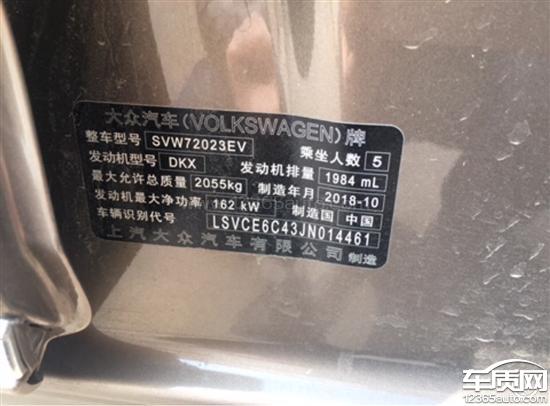 大众汽车(VOLKSWAGEN)牌
整车型号 SVW72023EV 乘坐人数 5
发动机型号 DKX 发动机排量 1984 mL
最大允许总质量 2055kg 制造年月 2018-10
发动机最大净功率 162 kW 制造国 中国
车辆识别代号 LSVCE6C43JN014461
上汽大众汽车有限公司 制造
车质网
12365auto.com